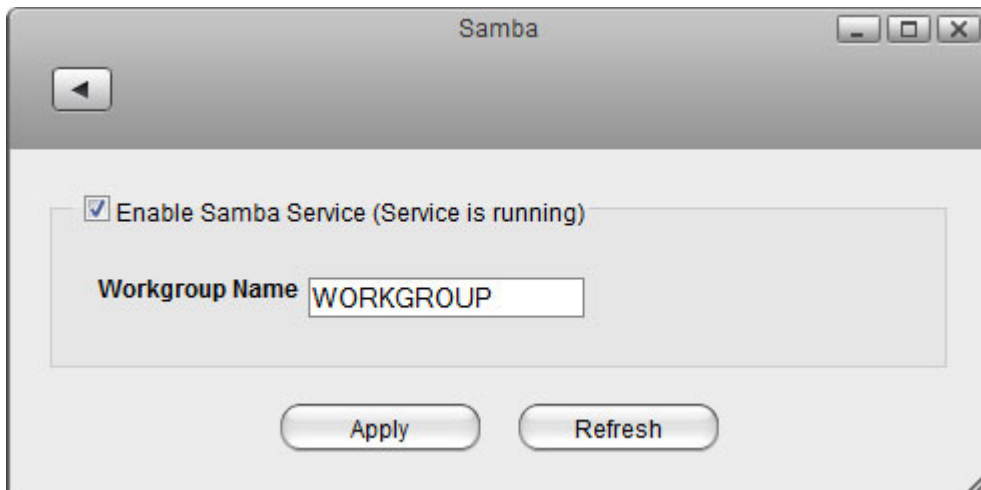 Samba
Enable Samba Service (Service is running)
Workgroup Name WORKGROUP
Apply Refresh